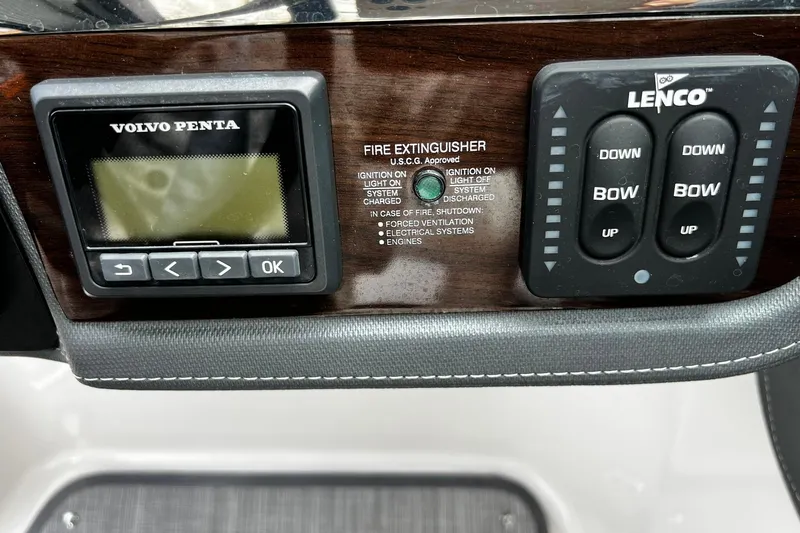 VOLVO PENTA
< > OK
FIRE EXTINGUISHER
U.S.C.G. Approved
IGNITION ON
LIGHT ON
SYSTEM
CHARGED
IGNITION ON
LIGHT OFF
SYSTEM
DISCHARGED
IN CASE OF FIRE, SHUTDOWN:
● FORCED VENTILATION
● ELECTRICAL SYSTEMS
● ENGINES
LENCO™
DOWN
BOW
UP
DOWN
BOW
UP